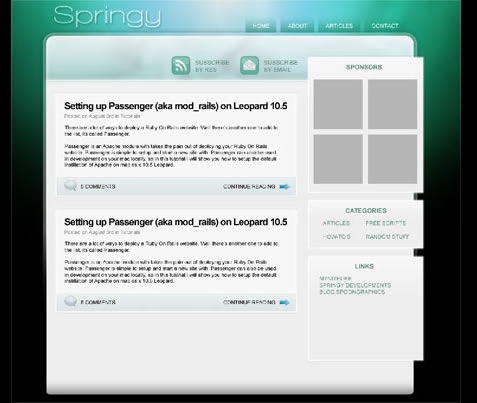 Springy
HOME
ABOUT
ARTICLES
CONTACT
SUBSCRIBE
BY RSS
SUBSCRIBE
BY EMAIL
Setting up Passenger (aka mod_rails) on Leopard 10.5
Posted on August 3rd in Tutorials
There are a lot of ways to deploy a Ruby On Rails website. Well there's another one to add to
the list, its called Passenger.
Passenger is an Apache module with takes the pain out of deploying your Ruby On Rails
website. Passenger is simple to setup and start a new site with. Passenger can also be used
in development on your mac locally, so in this tutorial I will show you how to setup the default
instillation of Apache on mac os x 10.5 Leopard.
5 COMMENTS
CONTINUE READING
Setting up Passenger (aka mod_rails) on Leopard 10.5
Posted on August 3rd in Tutorials
There are a lot of ways to deploy a Ruby On Rails website. Well there's another one to add to
the list, its called Passenger.
Passenger is an Apache module with takes the pain out of deploying your Ruby On Rails
website. Passenger is simple to setup and start a new site with. Passenger can also be used
in development on your mac locally, so in this tutorial I will show you how to setup the default
instillation of Apache on mac os x 10.5 Leopard.
COMMENTS
CONTINUE READING
SPONSORS
CATEGORIES
ARTICLES
FREE SCRIPTS
HOWTO'S
RANDOM STUFF
LINKS
SPRINGY DEVELOPMENTS
BLOG SPOONGRAPHICS